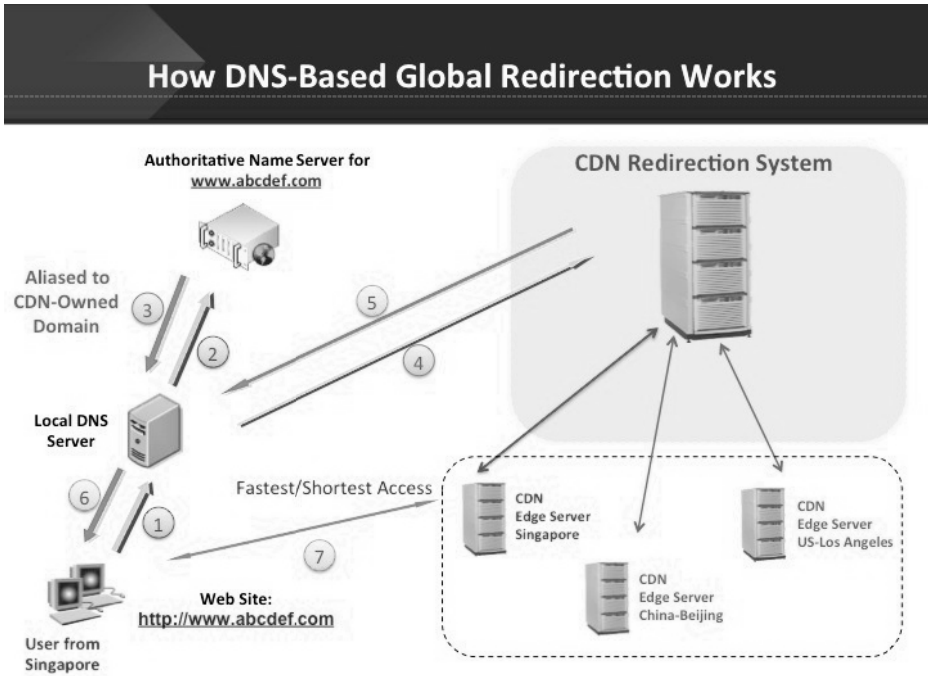 How DNS-Based Global Redirection Works
Authoritative Name Server for
www.abcdef.com
CDN Redirection System
Aliased to
CDN-Owned
Domain
3
2
5
4
Local DNS
Server
6
1
Fastest/Shortest Access
7
CDN
Edge Server
Singapore
CDN
Edge Server
US-Los Angeles
CDN
Edge Server
China-Beijing
Web Site:
http://www.abcdef.com
User from
Singapore